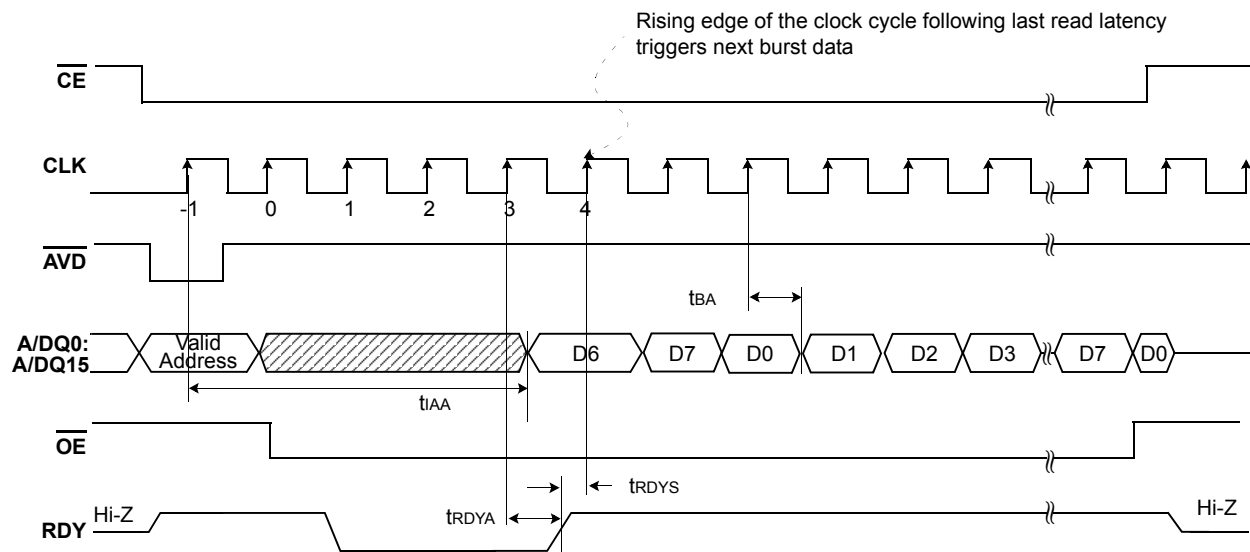 Rising edge of the clock cycle following last read latency
triggers next burst data
CE
CLK
-1 0 1 2 3 4
AVD
tBA
A/DQ0:
A/DQ15
Valid
Address
D6 D7 D0 D1 D2 D3 D7 D0
tIAA
OE
tRDYS
Hi-Z
RDY
tRDYA
Hi-Z